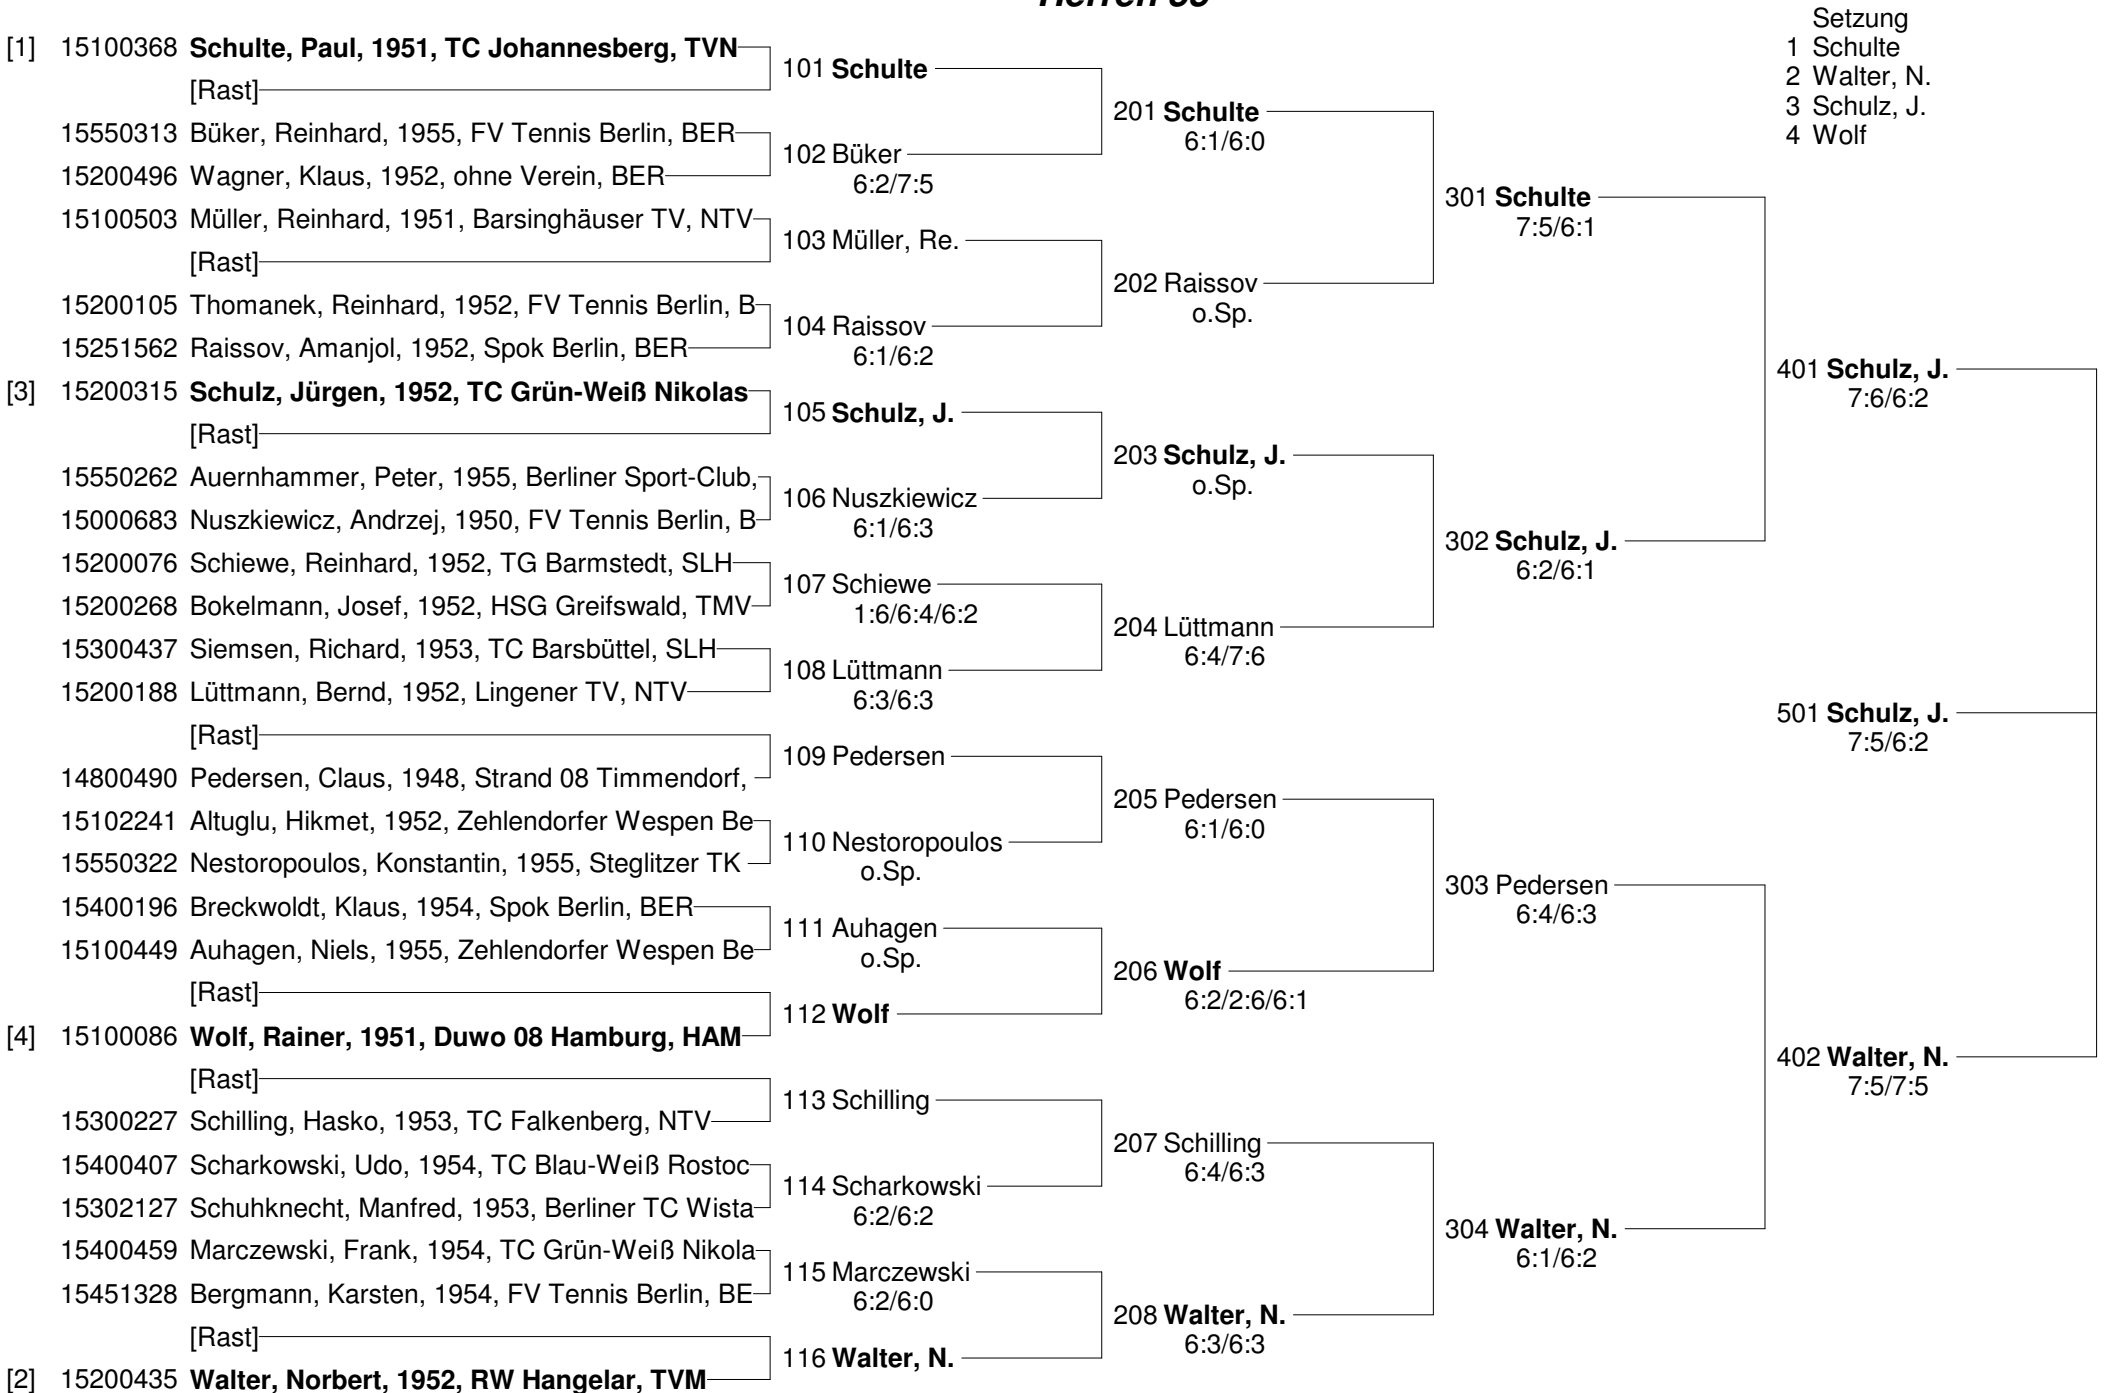 Setzung
1 Schulte
2 Walter, N.
3 Schulz, J.
4 Wolf
[1] 15100368 Schulte, Paul, 1951, TC Johannesberg, TVN
[Rast]
15550313 Büker, Reinhard, 1955, FV Tennis Berlin, BER
15200496 Wagner, Klaus, 1952, ohne Verein, BER
15100503 Müller, Reinhard, 1951, Barsinghäuser TV, NTV
[Rast]
15200105 Thomanek, Reinhard, 1952, FV Tennis Berlin, B
15251562 Raissov, Amanjol, 1952, Spok Berlin, BER
[3] 15200315 Schulz, Jürgen, 1952, TC Grün-Weiß Nikolas
[Rast]
15550262 Auernhammer, Peter, 1955, Berliner Sport-Club,
15000683 Nuszkiewicz, Andrzej, 1950, FV Tennis Berlin, B
15200076 Schiewe, Reinhard, 1952, TG Barmstedt, SLH
15200268 Bokelmann, Josef, 1952, HSG Greifswald, TMV
15300437 Siemsen, Richard, 1953, TC Barsbüttel, SLH
15200188 Lüttmann, Bernd, 1952, Lingener TV, NTV
[Rast]
14800490 Pedersen, Claus, 1948, Strand 08 Timmendorf,
15102241 Altuglu, Hikmet, 1952, Zehlendorfer Wespen Be
15550322 Nestoropoulos, Konstantin, 1955, Steglitzer TK
15400196 Breckwoldt, Klaus, 1954, Spok Berlin, BER
15100449 Auhagen, Niels, 1955, Zehlendorfer Wespen Be
[Rast]
[4] 15100086 Wolf, Rainer, 1951, Duwo 08 Hamburg, HAM
[Rast]
15300227 Schilling, Hasko, 1953, TC Falkenberg, NTV
15400407 Scharkowski, Udo, 1954, TC Blau-Weiß Rostoc
15302127 Schuhknecht, Manfred, 1953, Berliner TC Wista
15400459 Marczewski, Frank, 1954, TC Grün-Weiß Nikola
15451328 Bergmann, Karsten, 1954, FV Tennis Berlin, BE
[Rast]
[2] 15200435 Walter, Norbert, 1952, RW Hangelar, TVM
101 Schulte
102 Büker
6:2/7:5
103 Müller, Re.
104 Raissov
6:1/6:2
105 Schulz, J.
106 Nuszkiewicz
6:1/6:3
107 Schiewe
1:6/6:4/6:2
108 Lüttmann
6:3/6:3
109 Pedersen
110 Nestoropoulos
o.Sp.
111 Auhagen
o.Sp.
112 Wolf
113 Schilling
114 Scharkowski
6:2/6:2
115 Marczewski
6:2/6:0
116 Walter, N.
201 Schulte
6:1/6:0
202 Raissov
o.Sp.
203 Schulz, J.
o.Sp.
204 Lüttmann
6:4/7:6
205 Pedersen
6:1/6:0
206 Wolf
6:2/2:6/6:1
207 Schilling
6:4/6:3
208 Walter, N.
6:3/6:3
301 Schulte
7:5/6:1
302 Schulz, J.
6:2/6:1
303 Pedersen
6:4/6:3
304 Walter, N.
6:1/6:2
401 Schulz, J.
7:6/6:2
501 Schulz, J.
7:5/6:2
402 Walter, N.
7:5/7:5